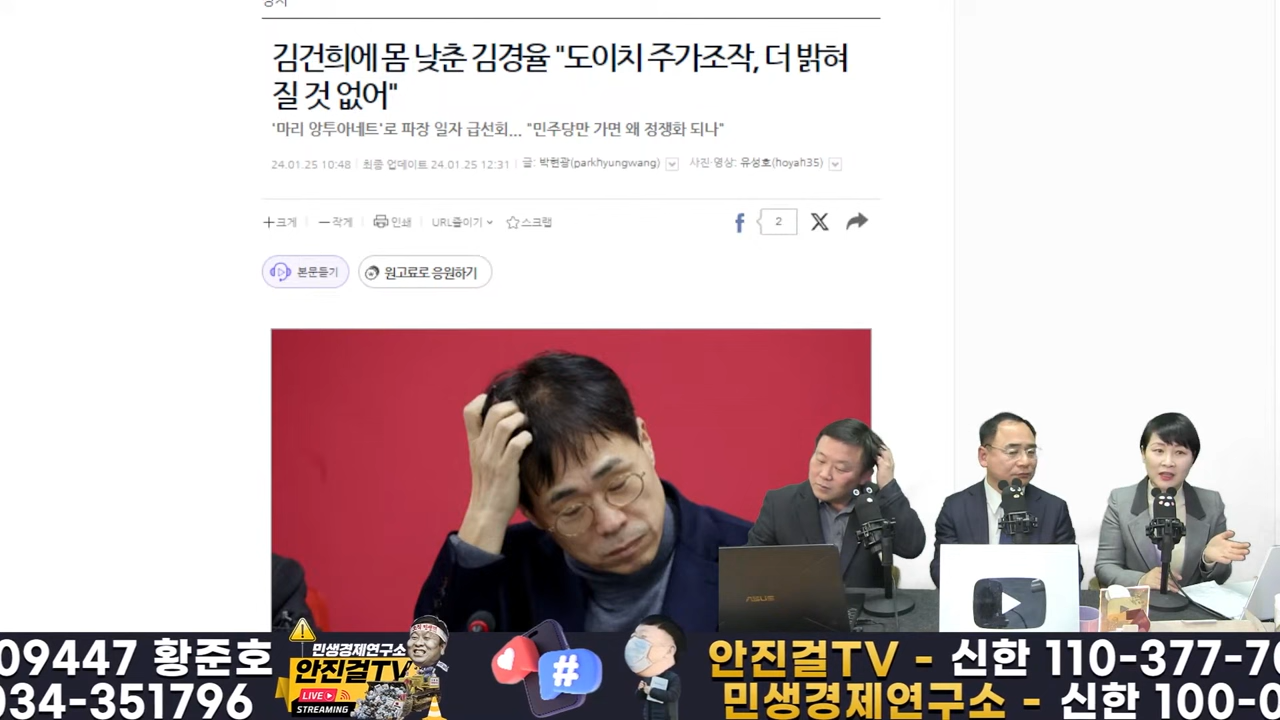 정치
김건희에 몸 낮춘 김경율 "도이치 주가조작, 더 밝혀
질 것 없어"
'마리 앙투아네트'로 파장 일자 급선회... "민주당만 가면 왜 정쟁화 되나"
24.01.25 10:48 최종 업데이트 24.01.25 12:31 글: 박현광(parkhyungwang) 사진·영상: 유성호(hoyah35)
크게 작게 인쇄 URL줄이기 스크랩 2
본문듣기 원고료로 응원하기
ASUS
09447 황준호
034-351796
민생경제연구소
안진걸TV
LIVE
STREAMING
#
안진걸TV - 신한 110-377-70
민생경제연구소 - 신한 100-0